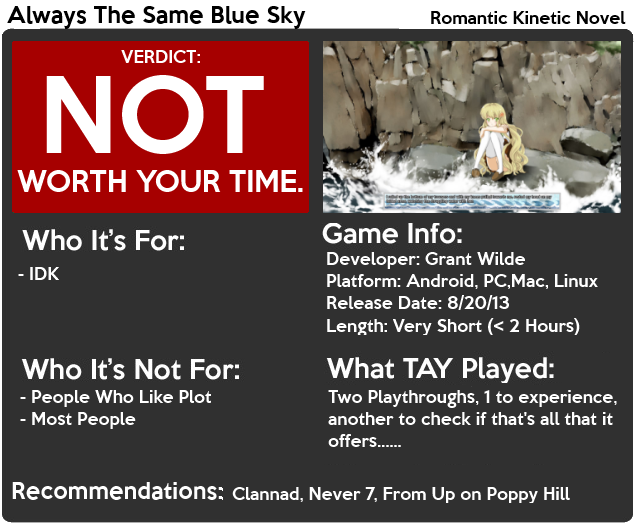 Always The Same Blue Sky
Romantic Kinetic Novel
VERDICT:
NOT
WORTH YOUR TIME.
Who It's For:
- IDK
Game Info:
Developer: Grant Wilde
Platform: Android, PC,Mac, Linux
Release Date: 8/20/13
Length: Very Short (< 2 Hours)
Who It's Not For:
- People Who Like Plot
- Most People
What TAY Played:
Two Playthroughs, 1 to experience,
another to check if that's all that it
offers......
Recommendations: Clannad, Never 7, From Up on Poppy Hill